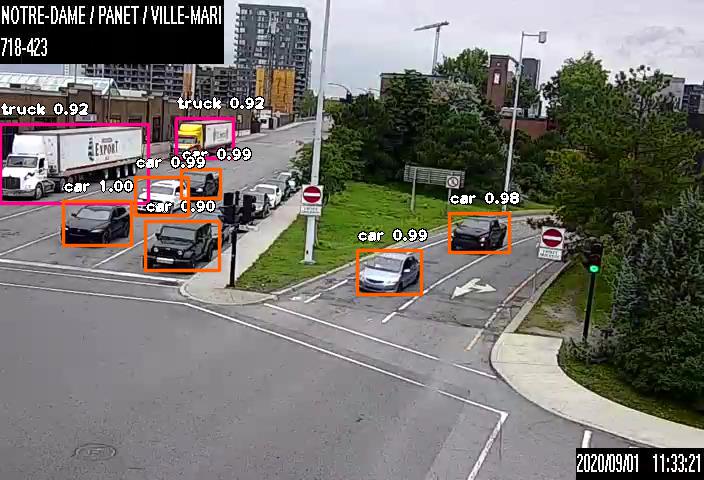 NOTRE-DAME / PANET / VILLE-MARI
718-423
truck 0.92
truck 0.92
car 0.99
car 0.99
car 1.00
car 0.90
car 0.98
car 0.99
EXPORT
2020/09/01 11:33:21